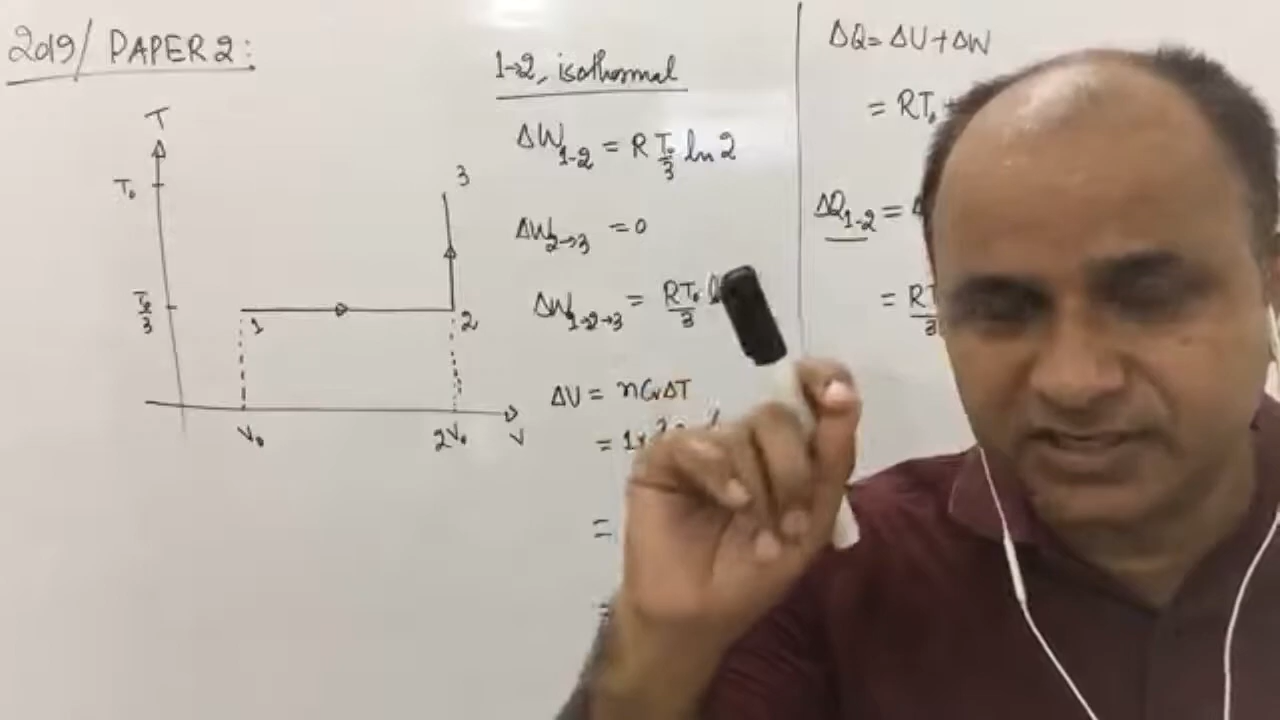 2019/ PAPER 2:
T
T₀
T₀/3
1
2
3
V₀
2V₀
V
1→2, isothermal
ΔW₁₋₂ = R T₀/3 ln 2
ΔW₂→₃ = 0
ΔW₁→₂→₃ = RT₀/3
ΔU = nCvΔT
= 1×
=
ΔQ = ΔU + ΔW
= RT₀
ΔQ₁₋₂ =
=